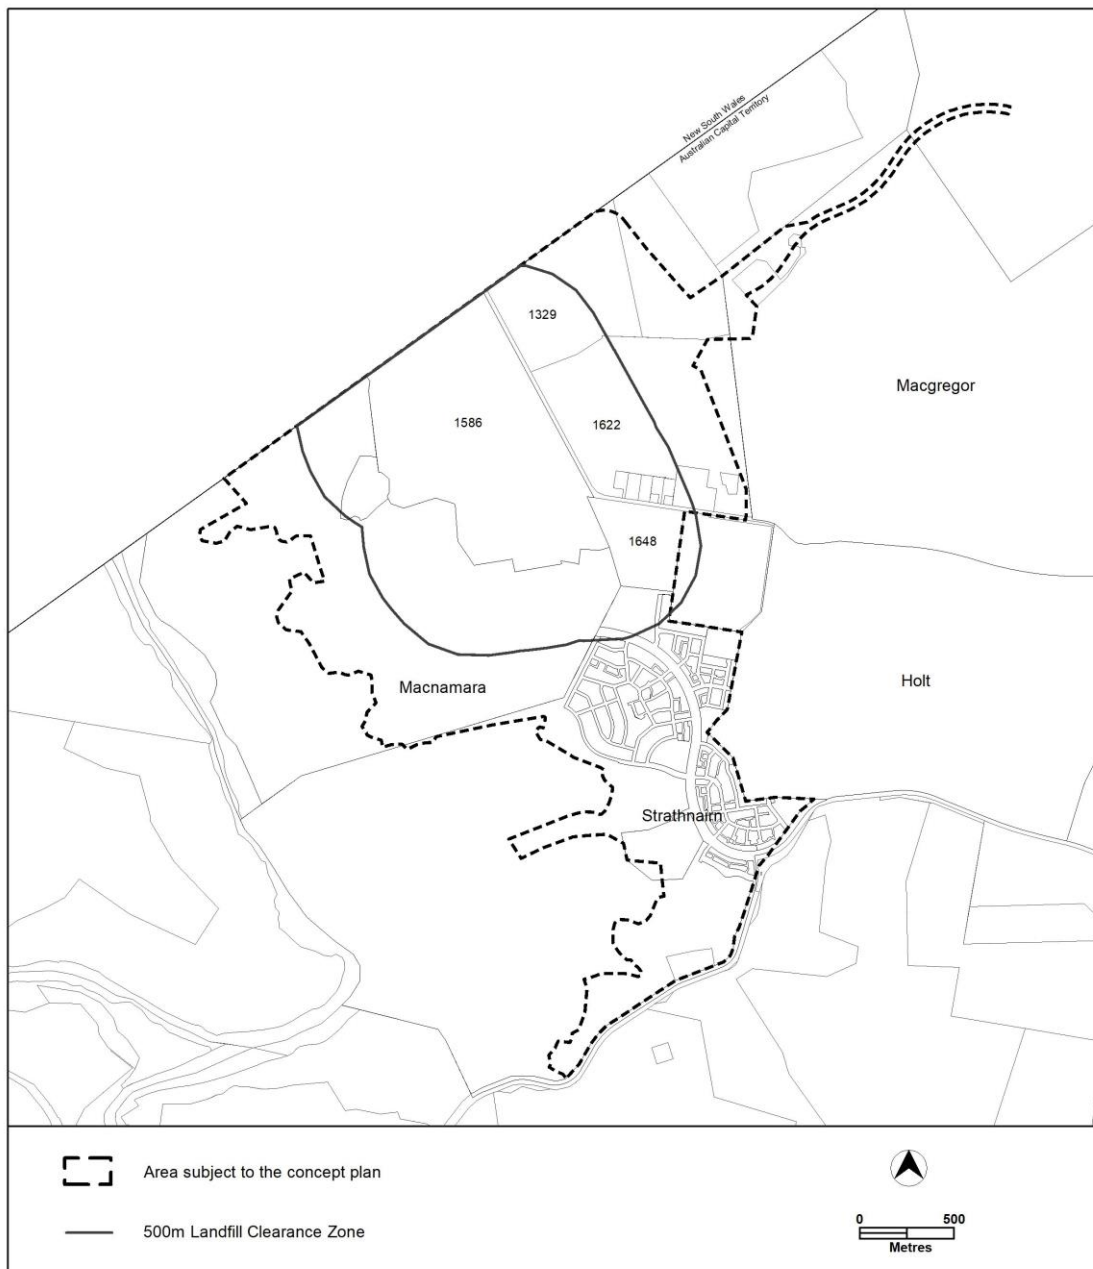 New South Wales
Australian Capital Territory
1329
Macgregor
1586
1622
1648
Holt
Macnamara
Strathnairn
Area subject to the concept plan
500m Landfill Clearance Zone
0 500
Metres